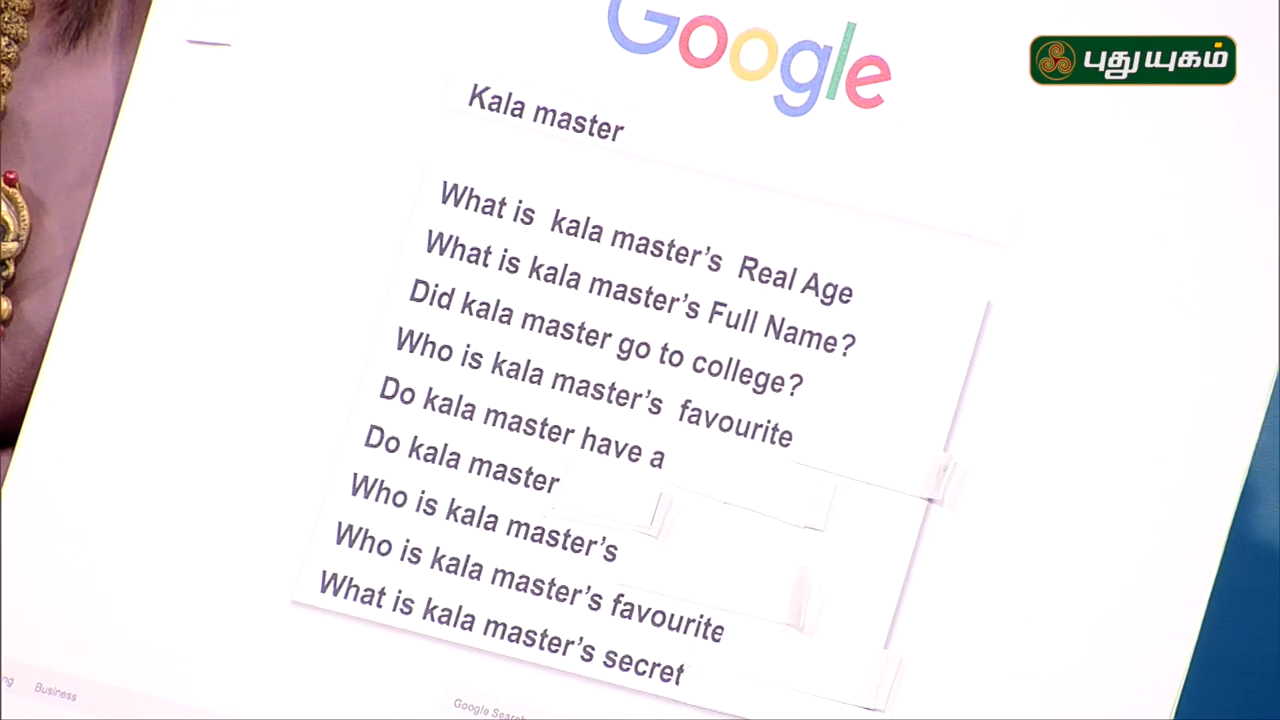 Google
புதுயுகம்
Kala master
What is kala master's Real Age
What is kala master's Full Name?
Did kala master go to college?
Who is kala master's favourite
Do kala master have a
Do kala master
Who is kala master's
Who is kala master's favourite
What is kala master's secret
Business
Google Search